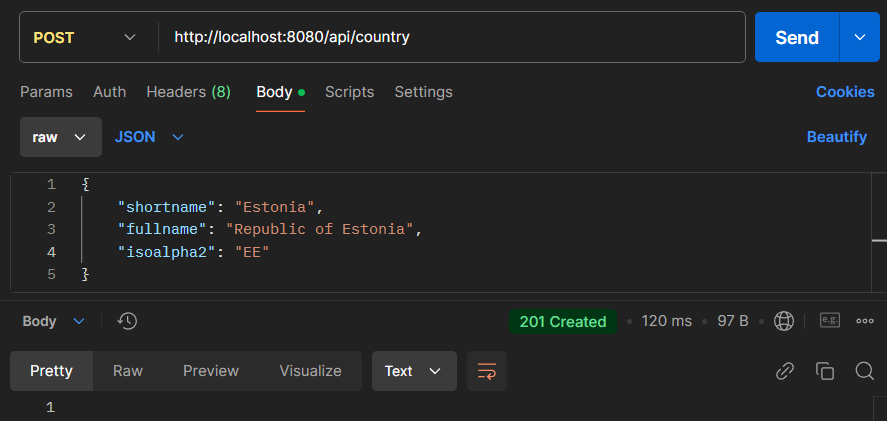 POST http://localhost:8080/api/country Send
Params Auth Headers (8) Body Scripts Settings Cookies
raw JSON Beautify
1 {
2 "shortname": "Estonia",
3 "fullname": "Republic of Estonia",
4 "isoalpha2": "EE"
5 }
Body 201 Created 120 ms 97 B e.g.
Pretty Raw Preview Visualize Text
1